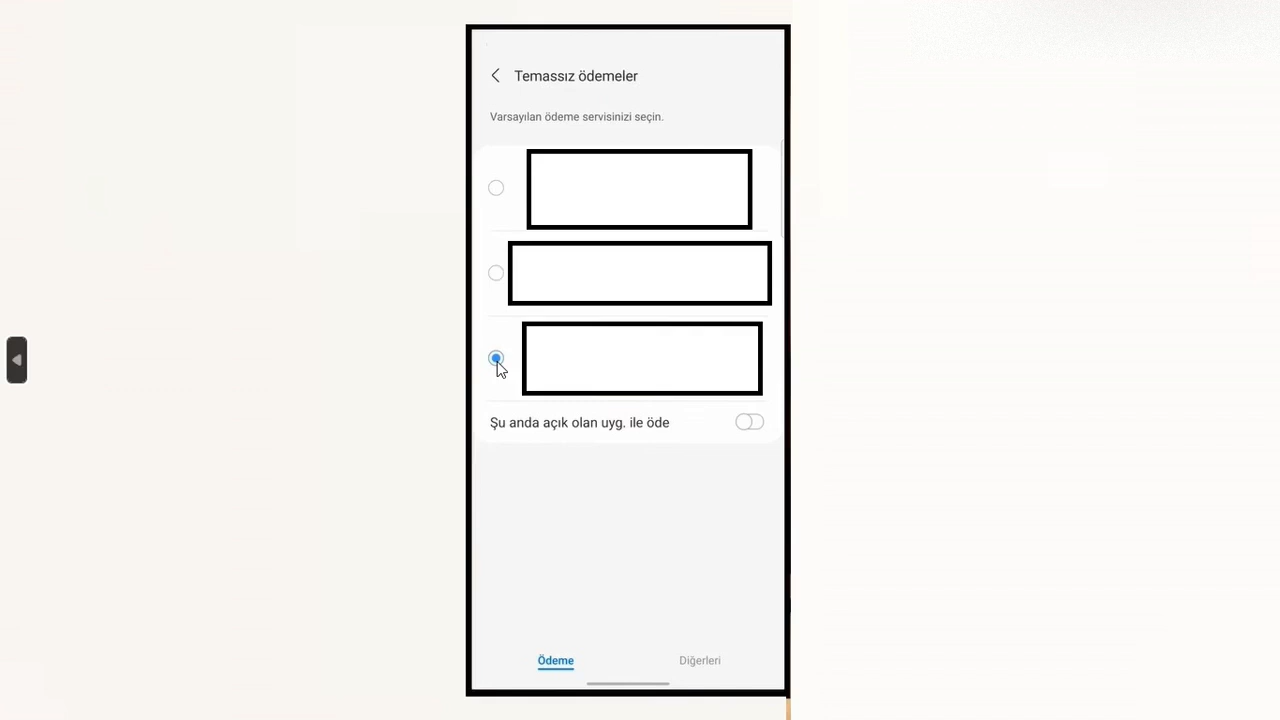 Temassız ödemeler
Varsayılan ödeme servisinizi seçin.
Şu anda açık olan uyg. ile öde
Ödeme
Diğerleri